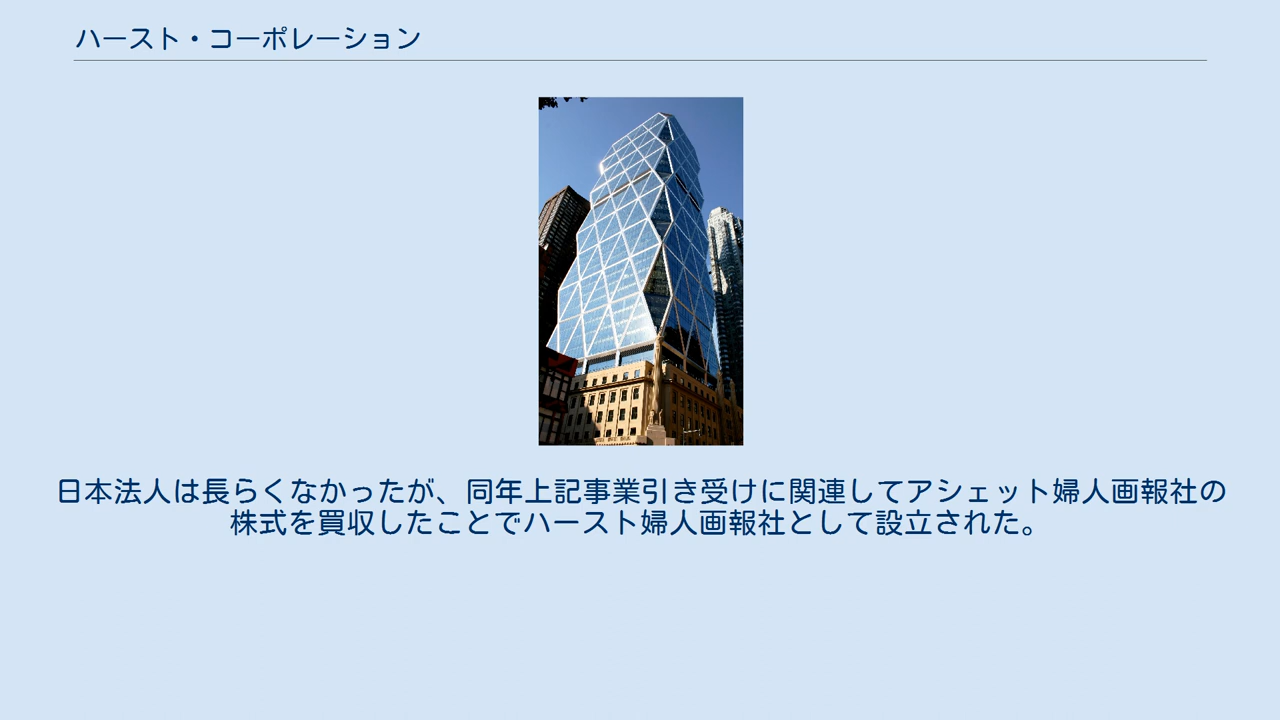 ハースト・コーポレーション
日本法人は長らくなかったが、同年上記事業引き受けに関連してアシェット婦人画報社の
株式を買収したことでハースト婦人画報社として設立された。